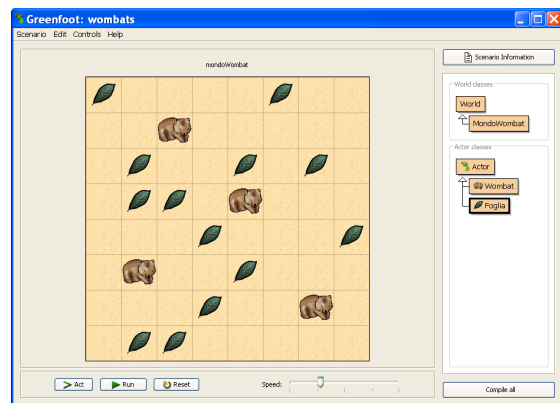 Greenfoot: wombats
Scenario Edit Controls Help
Scenario Information
mondoWombat
World classes
World
MondoWombat
Actor classes
Actor
Wombat
Foglia
Act Run Reset Speed:
Compile all